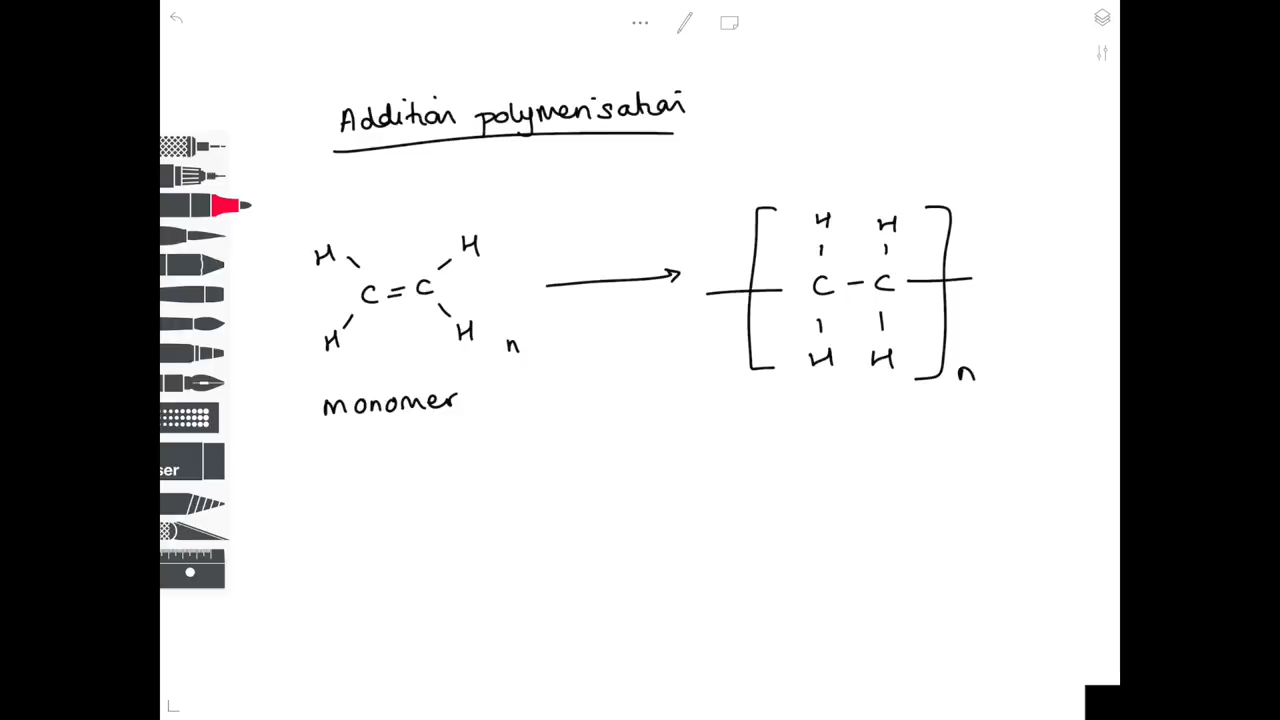 Addition polymerisation
H H H H
C = C C - C
H H n H H n
monomer
ser